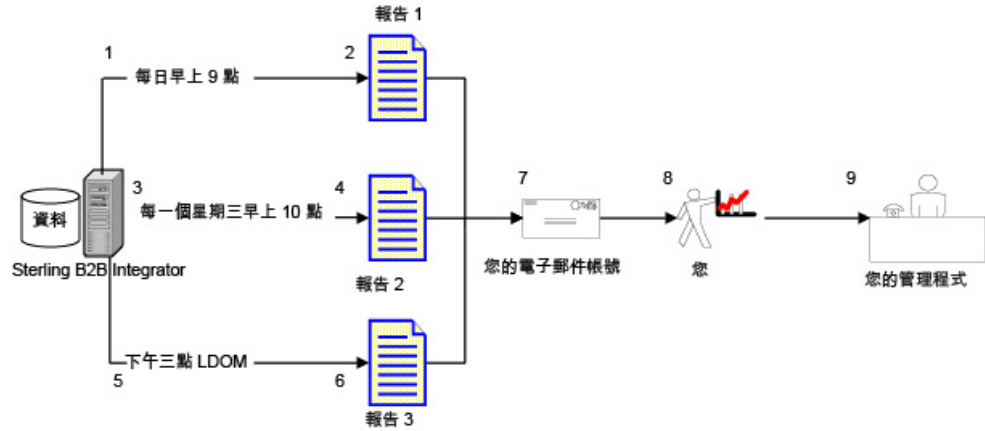 報告 1
1
2
每日早上 9 點
3
4
7
8
9
資料
每一個星期三早上 10 點
Sterling B2B Integrator
報告 2
您的電子郵件帳號
您
您的管理程式
下午三點 LDOM
5
6
報告 3